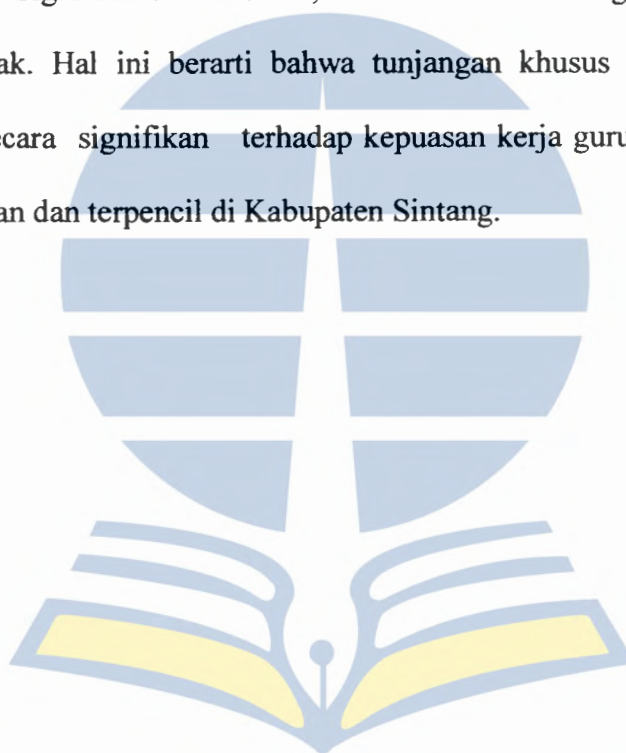 ak. Hal ini berarti bahwa tunjangan khusus
ecara signifikan terhadap kepuasan kerja guru
an dan terpencil di Kabupaten Sintang.